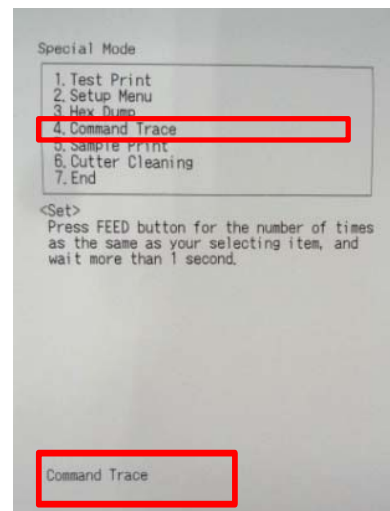 Special Mode
1. Test Print
2. Setup Menu
3. Hex Dump
4. Command Trace
5. Sample Print
6. Cutter Cleaning
7. End
<Set>
Press FEED button for the number of times
as the same as your selecting item, and
wait more than 1 second.
Command Trace